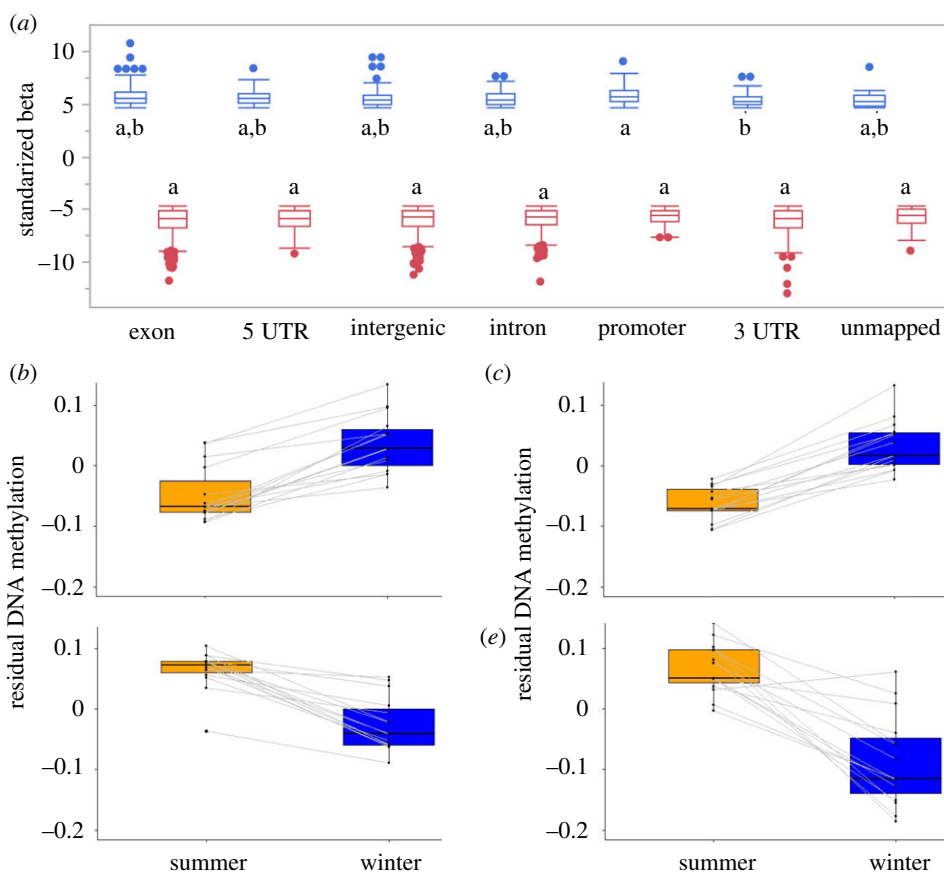 (a)
standarized beta
10
5
0
–5
–10
a,b a,b a,b a,b a b a,b
a a a a a a a
exon 5 UTR intergenic intron promoter 3 UTR unmapped
(b)
(c)
residual DNA methylation
0.1
0
–0.1
–0.2
residual DNA methylation
0.1
0
–0.1
–0.2
(e)
0.1
0
–0.1
–0.2
summer winter
0.1
0
–0.1
–0.2
summer winter